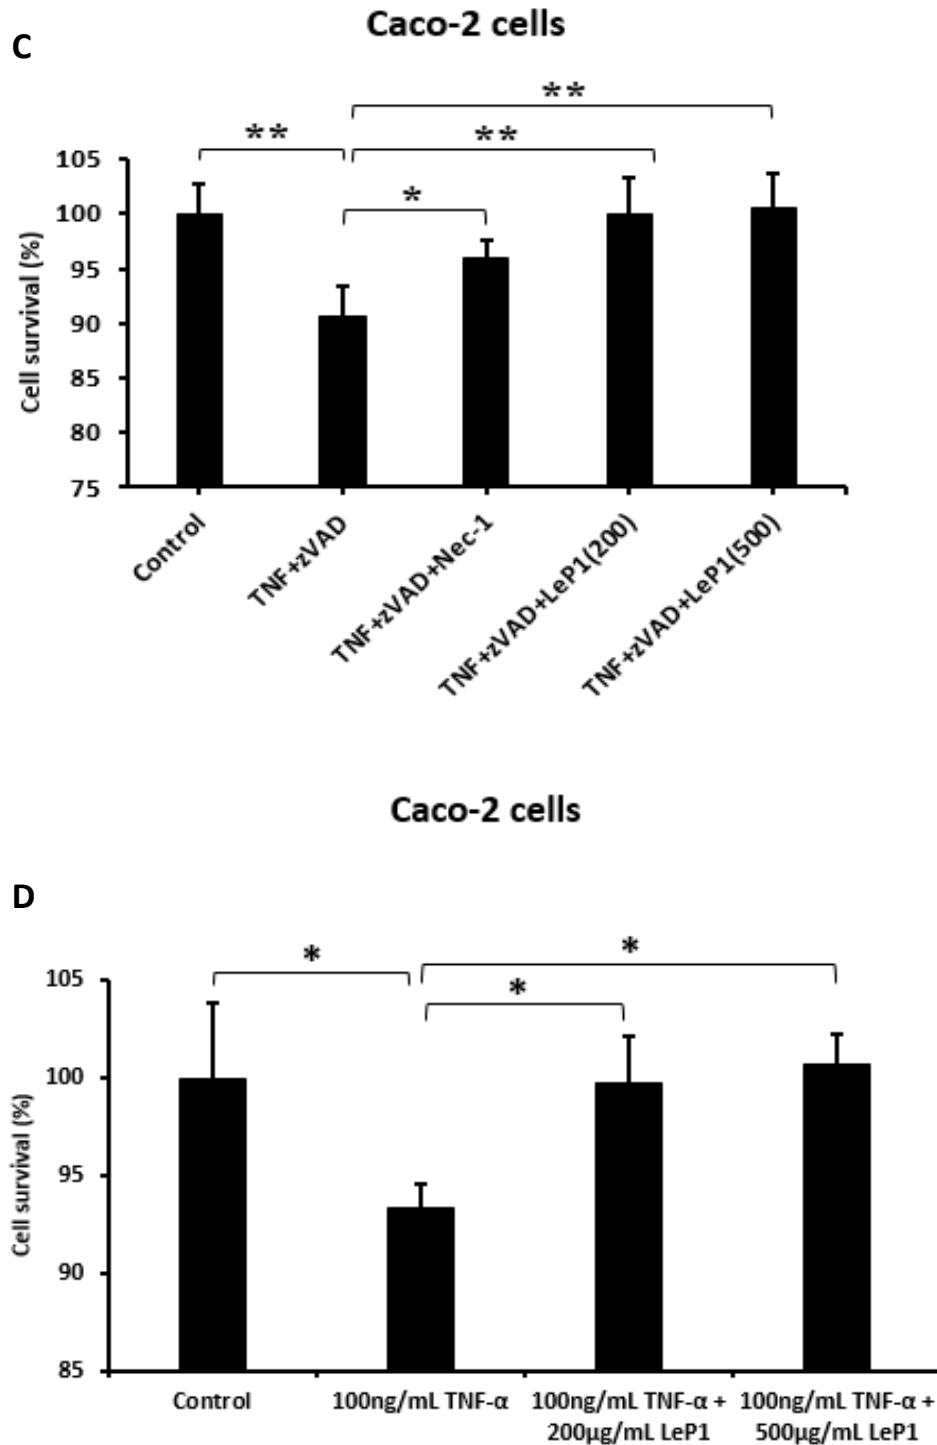 C
Caco-2 cells
**
**
**
*
105
100
95
90
85
80
75
Cell survival (%)
Control
TNF+zVAD
TNF+zVAD+Nec-1
TNF+zVAD+LeP1(200)
TNF+zVAD+LeP1(500)
Caco-2 cells
D
*
*
*
105
100
95
90
85
Cell survival (%)
Control
100ng/mL TNF-α
100ng/mL TNF-α +
200µg/mL LeP1
100ng/mL TNF-α +
500µg/mL LeP1